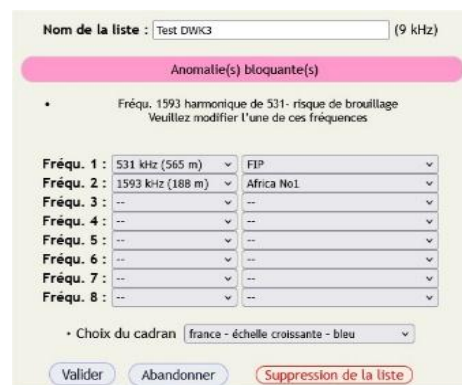 Nom de la liste : Test DWK3 (9 kHz)
Anomalie(s) bloquante(s)
• Fréqu. 1593 harmonique de 531- risque de brouillage
Veuillez modifier l'une de ces fréquences
Fréqu. 1 : 531 kHz (565 m) FIP
Fréqu. 2 : 1593 kHz (188 m) Africa No1
Fréqu. 3 : -- --
Fréqu. 4 : -- --
Fréqu. 5 : -- --
Fréqu. 6 : -- --
Fréqu. 7 : -- --
Fréqu. 8 : -- --
• Choix du cadran france - échelle croissante - bleu
Valider Abandonner Suppression de la liste